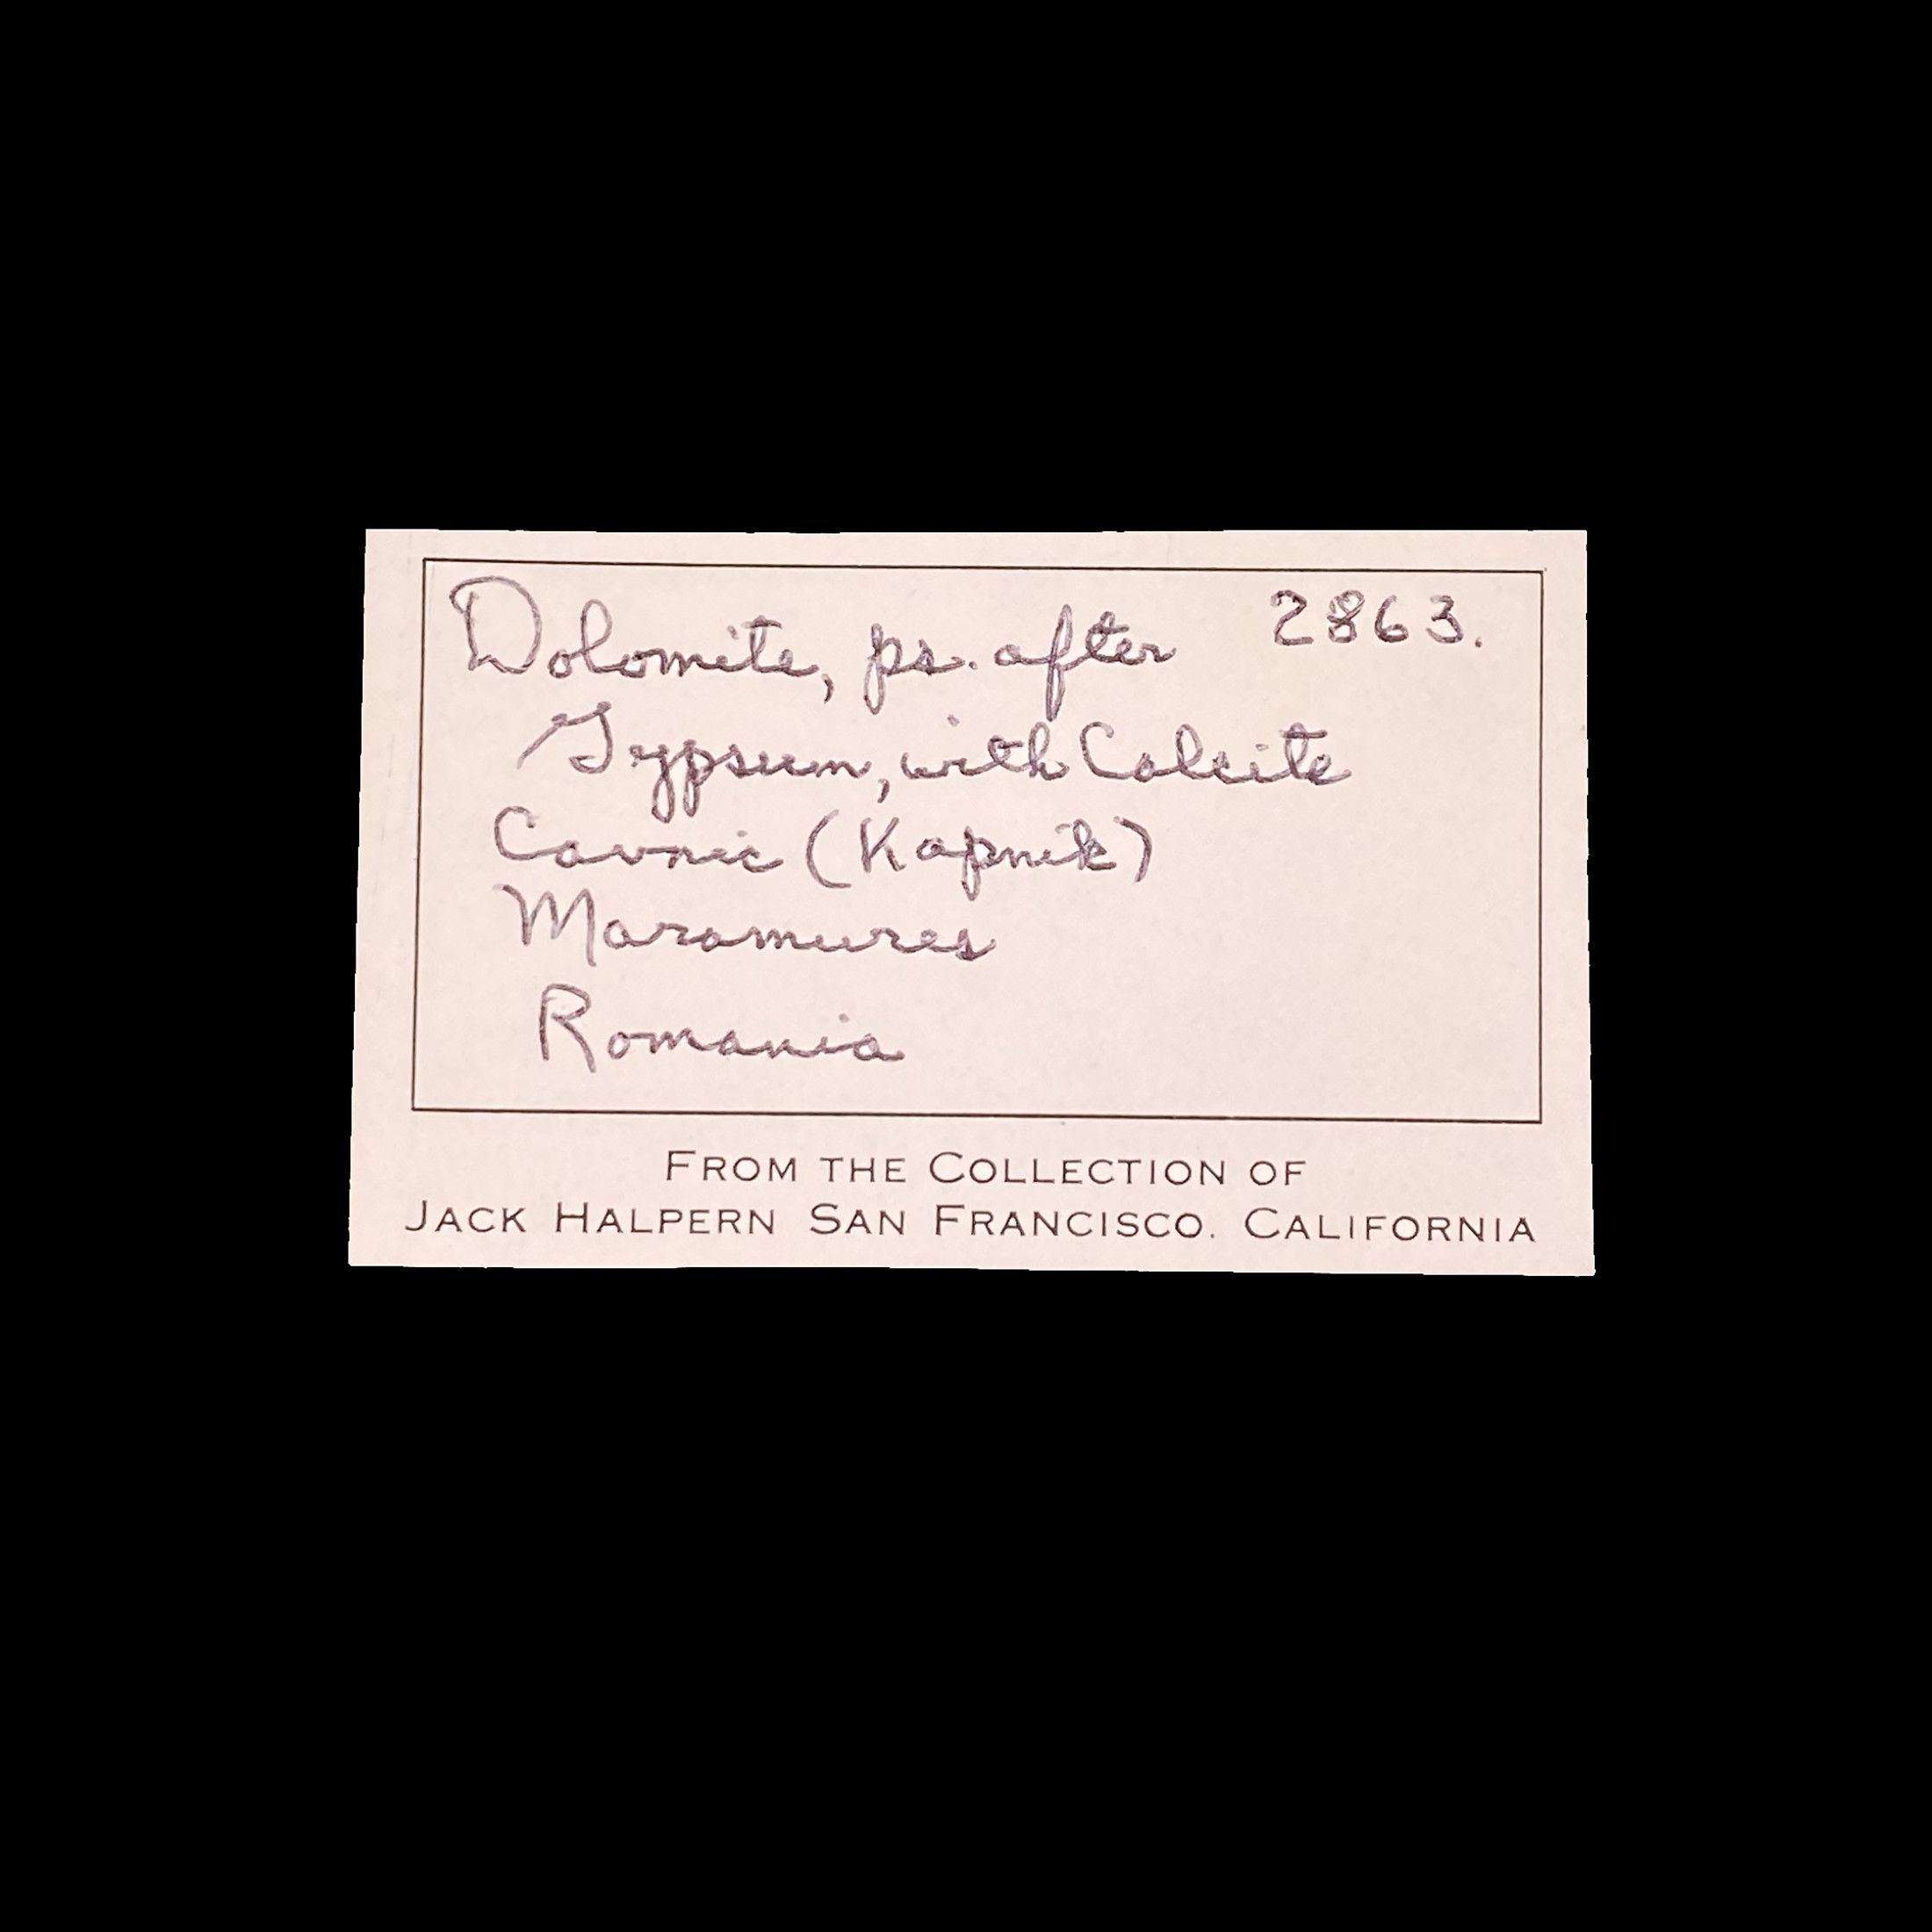 Dolomite, ps. after 2863.
Gypsum, with Calcite
Cavnic (Kapnik)
Maramures
Romania
FROM THE COLLECTION OF
JACK HALPERN SAN FRANCISCO. CALIFORNIA